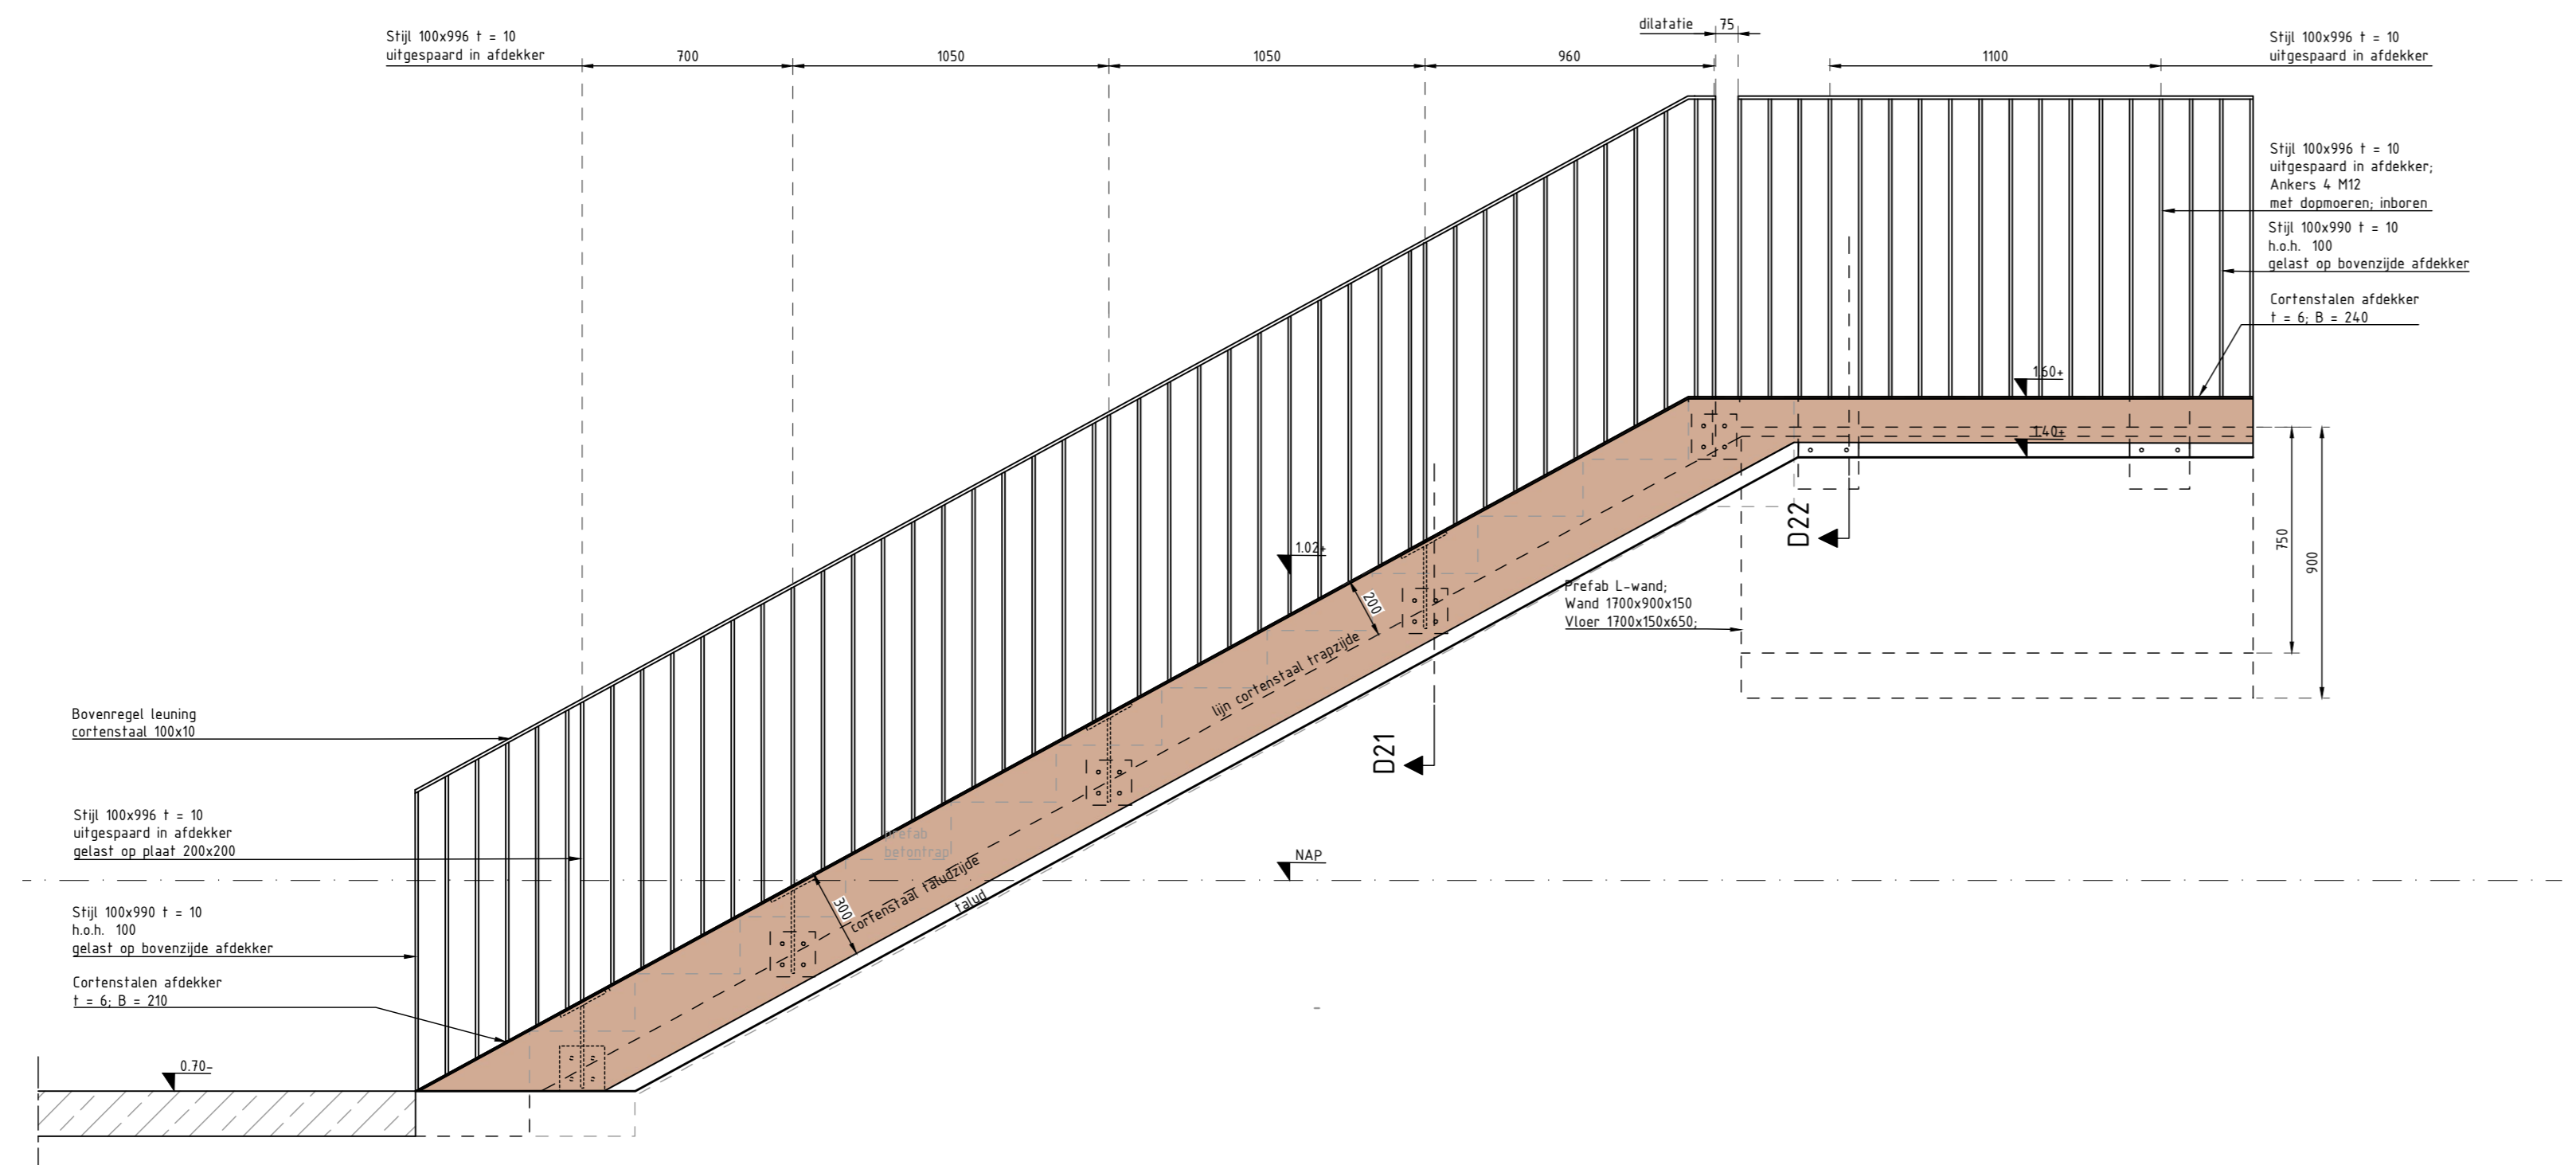 dilatatie 75
Stijl 100x996 t = 10
uitgespaard in afdekker
700
1050
1050
960
1100
Stijl 100x996 t = 10
uitgespaard in afdekker
Stijl 100x996 t = 10
uitgespaard in afdekker;
Ankers 4 M12
met dopmoeren; inboren
Stijl 100x990 t = 10
h.o.h. 100
gelast op bovenzijde afdekker
Cortenstalen afdekker
t = 6; B = 240
1.60+
1.40+
D22
750
900
1.02+
200
Prefab L-wand;
Wand 1700x900x150
Vloer 1700x150x650;
lijn cortenstaal trapzijde
D21
Bovenregel leuning
cortenstaal 100x10
Stijl 100x996 t = 10
uitgespaard in afdekker
gelast op plaat 200x200
prefab
betontrap
NAP
300
cortenstaal taludzijde
talud
Stijl 100x990 t = 10
h.o.h. 100
gelast op bovenzijde afdekker
Cortenstalen afdekker
t = 6; B = 210
0.70-